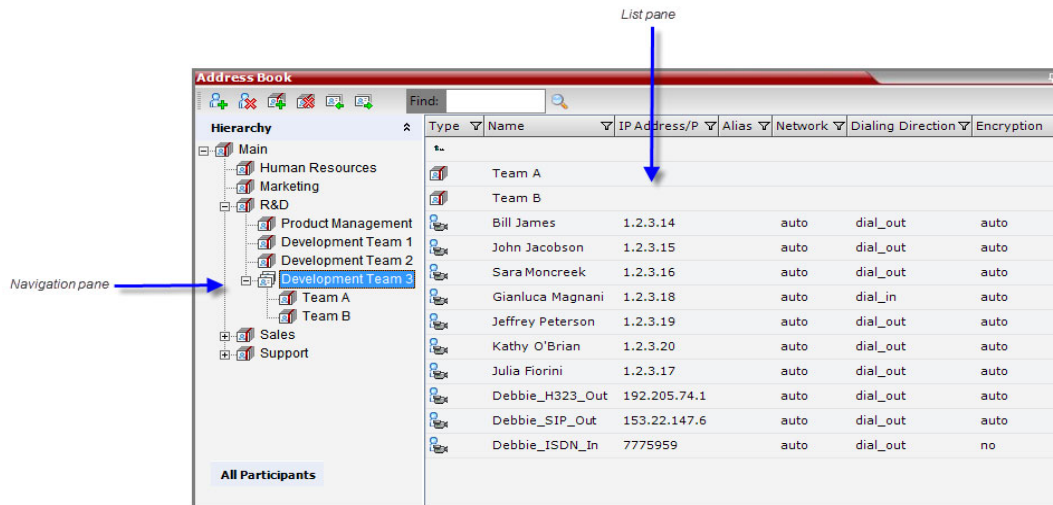 List pane
Address Book
Find:
Hierarchy
Type Name IP Address/P Alias Network Dialing Direction Encryption
Main
Human Resources
Marketing
R&D
Product Management
Development Team 1
Development Team 2
Development Team 3
Team A
Team B
Sales
Support
All Participants
Navigation pane
Team A
Team B
Bill James 1.2.3.14 auto dial_out auto
John Jacobson 1.2.3.15 auto dial_out auto
Sara Moncreek 1.2.3.16 auto dial_out auto
Gianluca Magnani 1.2.3.18 auto dial_in auto
Jeffrey Peterson 1.2.3.19 auto dial_out auto
Kathy O'Brian 1.2.3.20 auto dial_out auto
Julia Fiorini 1.2.3.17 auto dial_out auto
Debbie_H323_Out 192.205.74.1 auto dial_out auto
Debbie_SIP_Out 153.22.147.6 auto dial_out auto
Debbie_ISDN_In 7775959 auto dial_out no